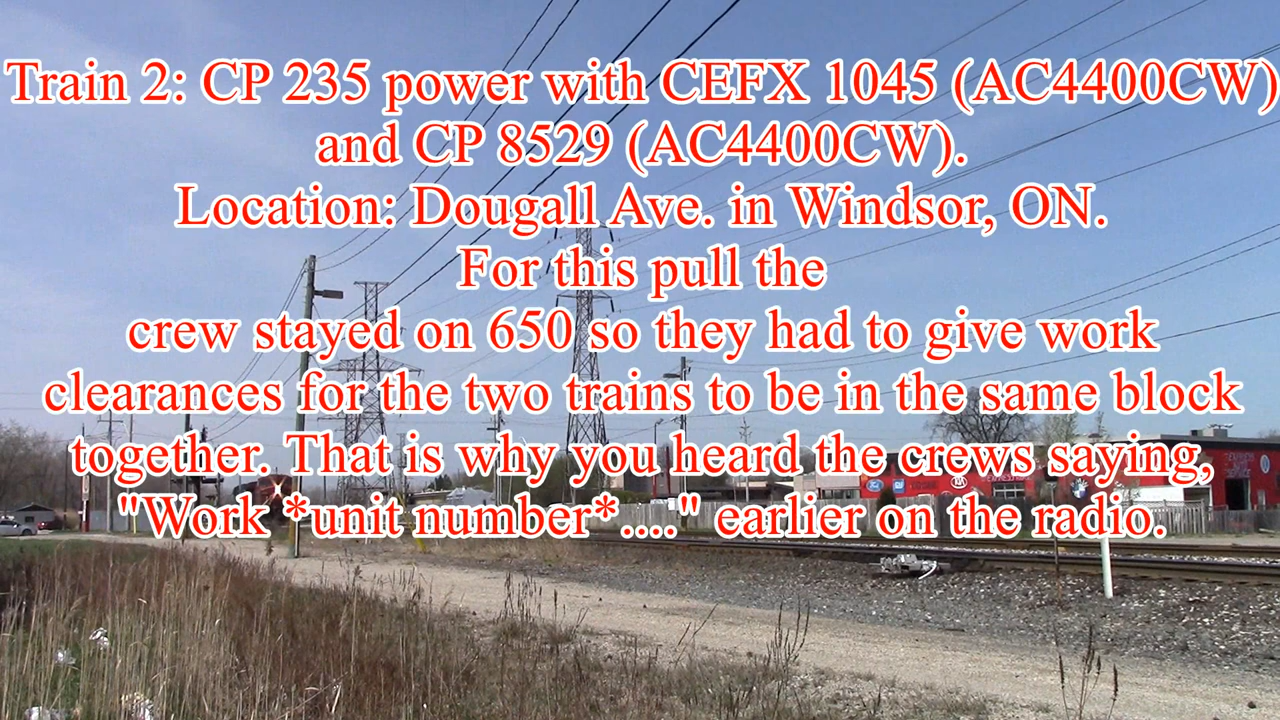 Train 2: CP 235 power with CEFX 1045 (AC4400CW)
and CP 8529 (AC4400CW).
Location: Dougall Ave. in Windsor, ON.
For this pull the
crew stayed on 650 so they had to give work
clearances for the two trains to be in the same block
together. That is why you heard the crews saying,
"Work *unit number*...." earlier on the radio.
Ford